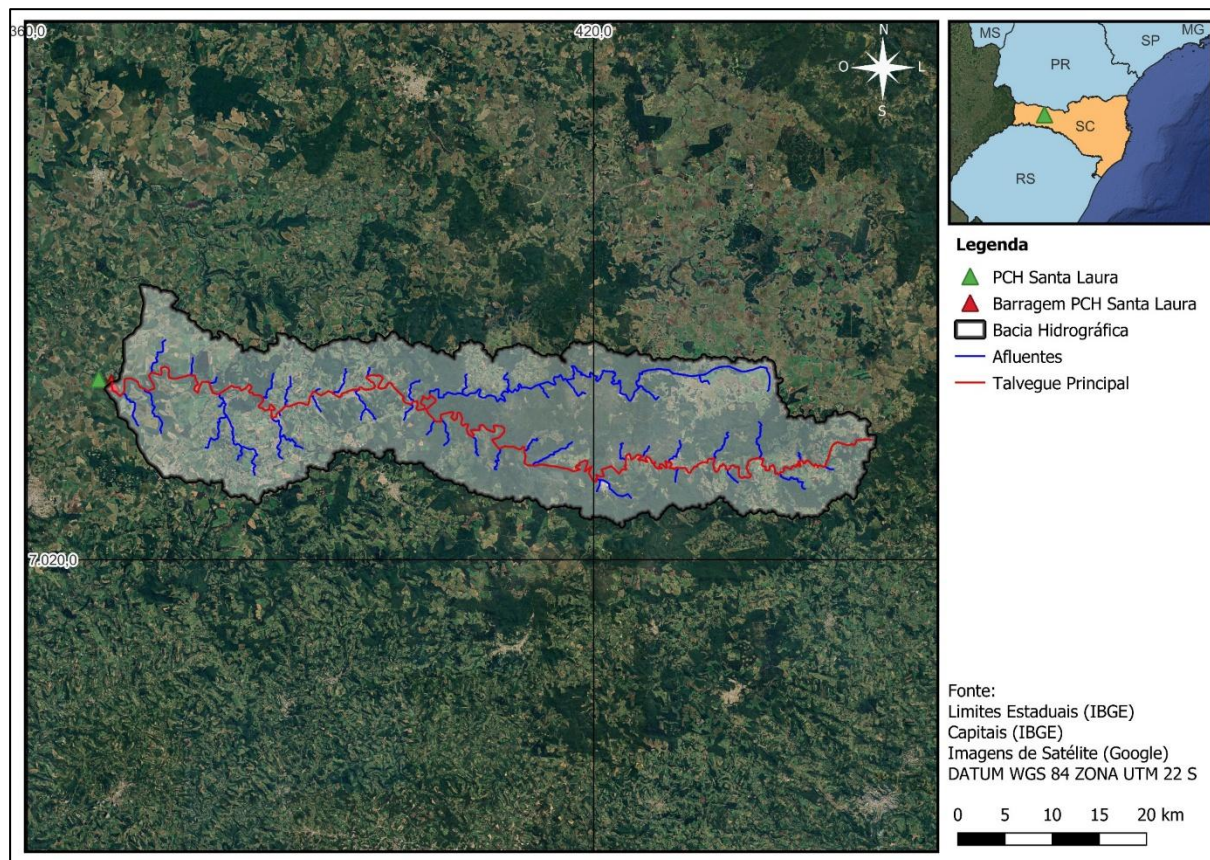 360,0
420,0
N
O
L
S
7.020,0
MS
MG
SP
PR
SC
RS
Legenda
PCH Santa Laura
Barragem PCH Santa Laura
Bacia Hidrográfica
Afluentes
Talvegue Principal
Fonte:
Limites Estaduais (IBGE)
Capitais (IBGE)
Imagens de Satélite (Google)
DATUM WGS 84 ZONA UTM 22 S
0 5 10 15 20 km